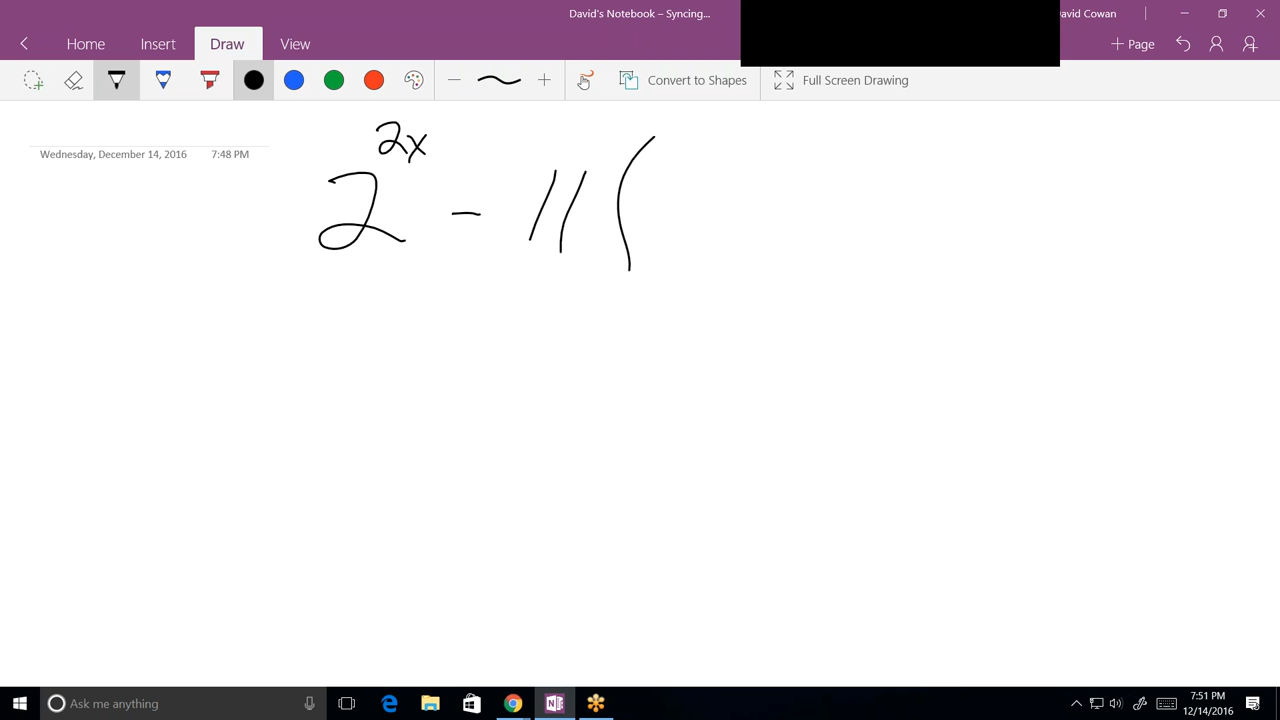 David's Notebook – Syncing...
avid Cowan
Home Insert Draw View
Page
Convert to Shapes Full Screen Drawing
Wednesday, December 14, 2016 7:48 PM
2^{2x} - 11 (
Ask me anything
7:51 PM
12/14/2016